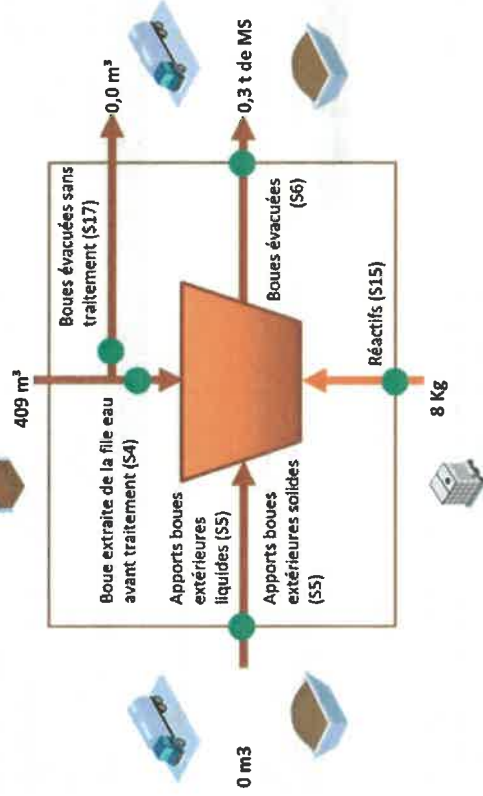 409 m³
Boues évacuées sans
traitement (S17)
0,0 m³
Boue extraite de la file eau
avant traitement (S4)
Apports boues
extérieures
liquides (S5)
Apports boues
extérieures solides
(S5)
0 m3
Boues évacuées
(S6)
0,3 t de MS
Réactifs (S15)
8 Kg